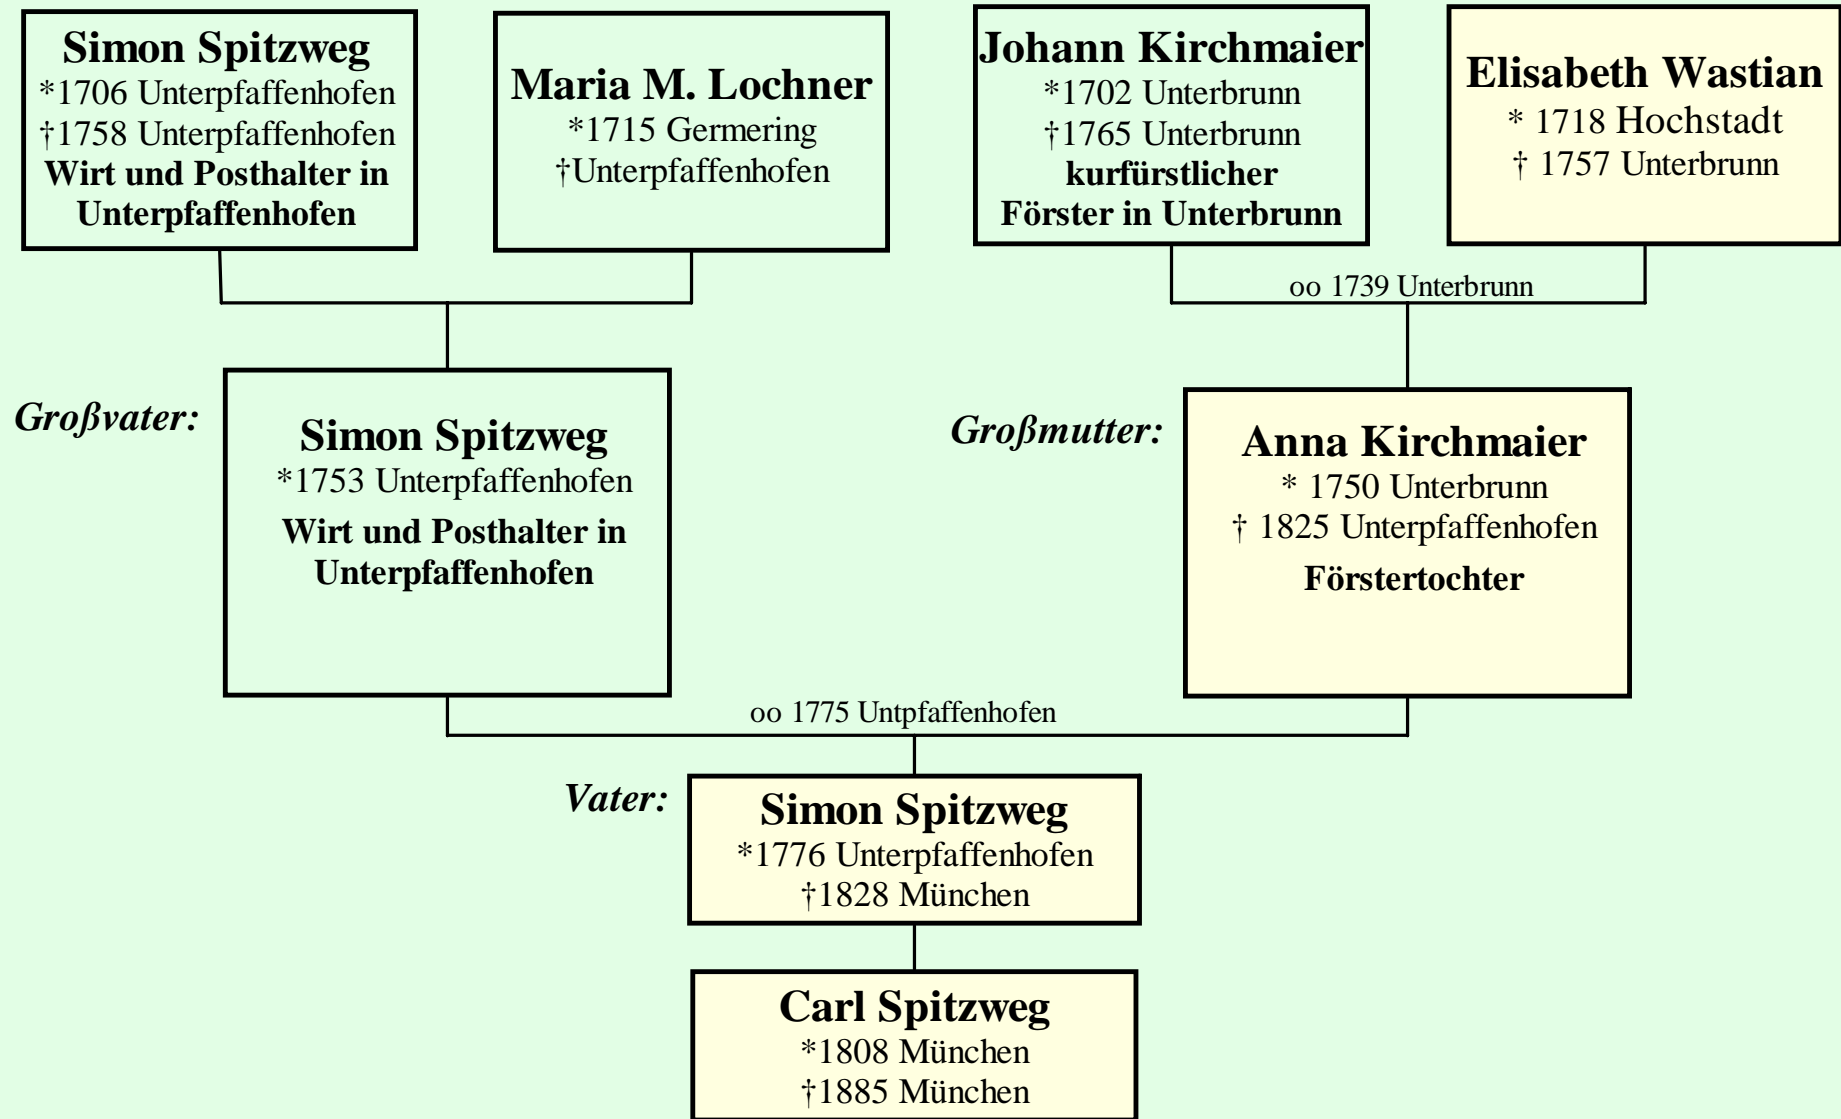 Simon Spitzweg
*1706 Unterpfaffenhofen
†1758 Unterpfaffenhofen
Wirt und Posthalter in
Unterpfaffenhofen
Maria M. Lochner
*1715 Germering
†Unterpfaffenhofen
Johann Kirchmaier
*1702 Unterbrunn
†1765 Unterbrunn
kurfürstlicher
Förster in Unterbrunn
Elisabeth Wastian
* 1718 Hochstadt
† 1757 Unterbrunn
oo 1739 Unterbrunn
Großvater:
Simon Spitzweg
*1753 Unterpfaffenhofen
Wirt und Posthalter in
Unterpfaffenhofen
Großmutter:
Anna Kirchmaier
* 1750 Unterbrunn
† 1825 Unterpfaffenhofen
Förstertochter
oo 1775 Untpfaffenhofen
Vater:
Simon Spitzweg
*1776 Unterpfaffenhofen
†1828 München
Carl Spitzweg
*1808 München
†1885 München